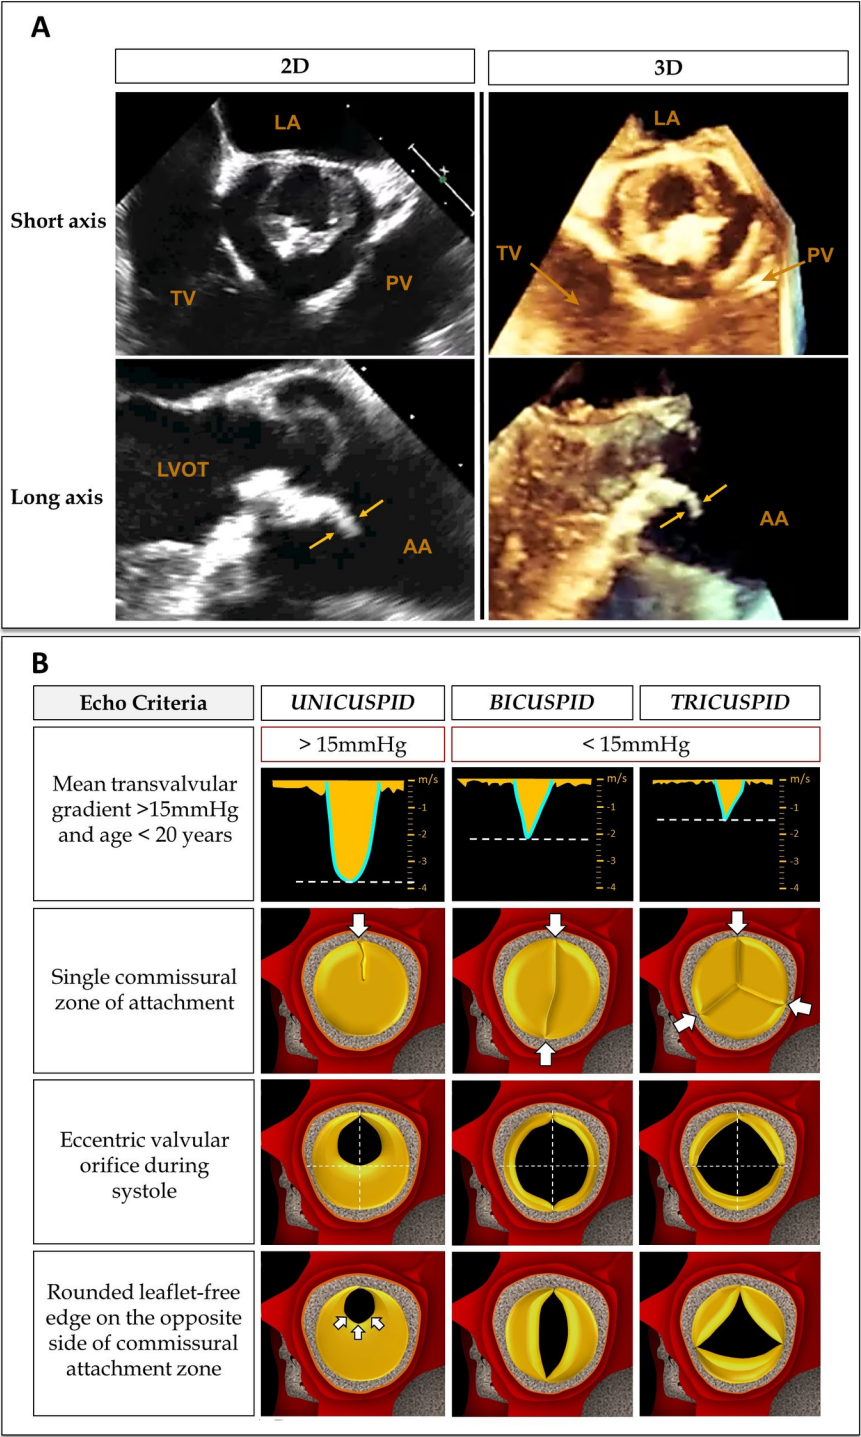 A
2D
3D
Short axis
LA
TV
PV
LA
TV
PV
Long axis
LVOT
AA
AA
B
Echo Criteria
UNICUSPID
BICUSPID
TRICUSPID
> 15mmHg
< 15mmHg
Mean transvalvular
gradient >15mmHg
and age < 20 years
m/s
-1
-2
-3
-4
m/s
-1
-2
-3
-4
m/s
-1
-2
-3
-4
Single commissural
zone of attachment
Eccentric valvular
orifice during
systole
Rounded leaflet-free
edge on the opposite
side of commissural
attachment zone